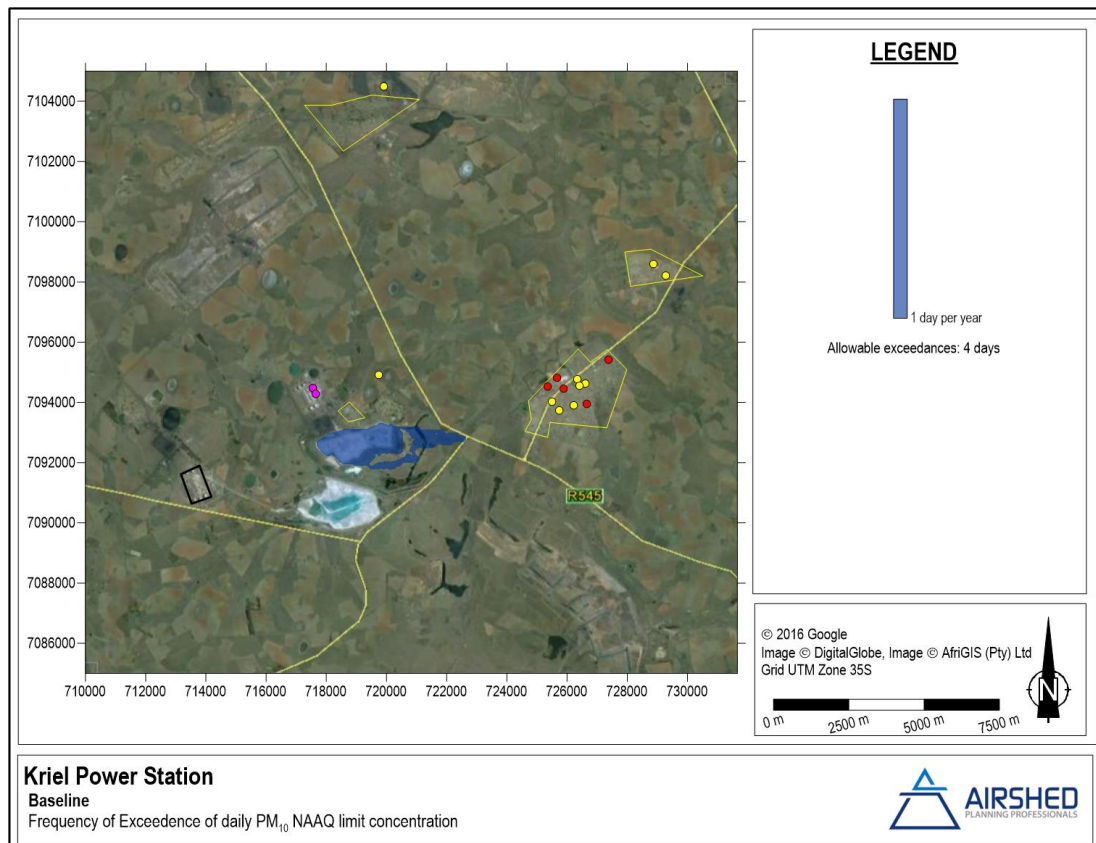 LEGEND
1 day per year
Allowable exceedances: 4 days
7104000
7102000
7100000
7098000
7096000
7094000
7092000
7090000
7088000
7086000
R545
710000 712000 714000 716000 718000 720000 722000 724000 726000 728000 730000
© 2016 Google
Image © DigitalGlobe, Image © AfriGIS (Pty) Ltd
Grid UTM Zone 35S
N
0 m 2500 m 5000 m 7500 m
Kriel Power Station
Baseline
Frequency of Exceedence of daily PM10 NAAQ limit concentration
AIRSHED
PLANNING PROFESSIONALS